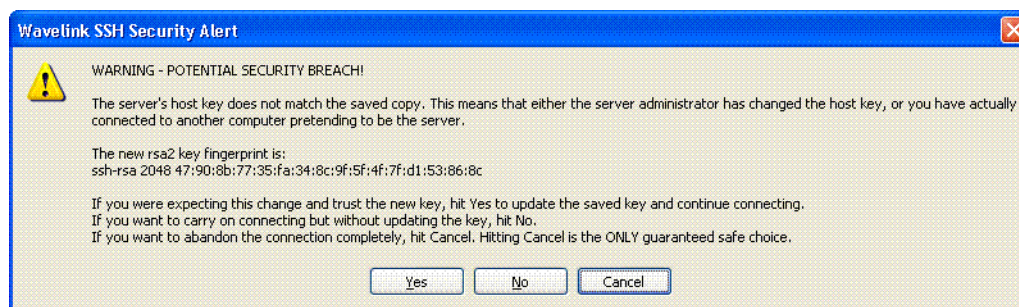 Wavelink SSH Security Alert
WARNING - POTENTIAL SECURITY BREACH!
The server's host key does not match the saved copy. This means that either the server administrator has changed the host key, or you have actually
connected to another computer pretending to be the server.
The new rsa2 key fingerprint is:
ssh-rsa 2048 47:90:8b:77:35:fa:34:8c:9f:5f:4f:7f:d1:53:86:8c
If you were expecting this change and trust the new key, hit Yes to update the saved key and continue connecting.
If you want to carry on connecting but without updating the key, hit No.
If you want to abandon the connection completely, hit Cancel. Hitting Cancel is the ONLY guaranteed safe choice.
Yes No Cancel